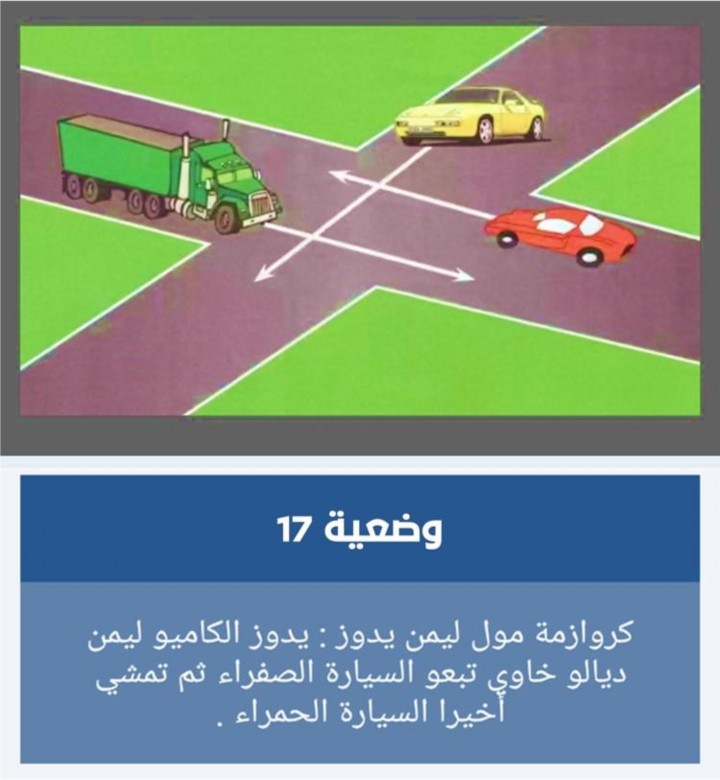 وضعية 17
كروازمة مول ليمن يدوز : يدوز الكاميو ليمن
ديالو خاوي تبعو السيارة الصفراء ثم تمشي
أخيرا السيارة الحمراء .